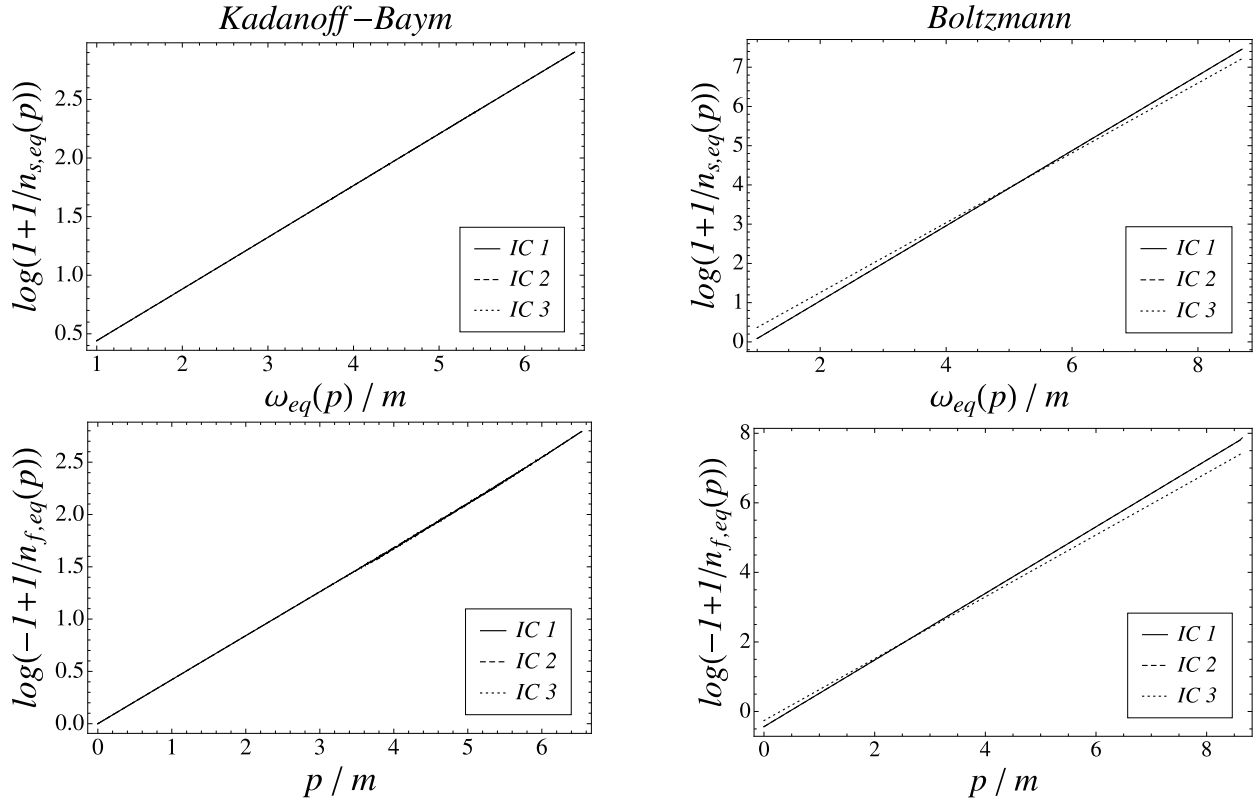 Kadanoff–Baym
log(1+1/n_{s,eq}(p))
2.5
2.0
1.5
1.0
0.5
IC 1
IC 2
IC 3
1 2 3 4 5 6
ω_{eq}(p) / m
Boltzmann
log(1+1/n_{s,eq}(p))
7
6
5
4
3
2
1
0
IC 1
IC 2
IC 3
2 4 6 8
ω_{eq}(p) / m
log(−1+1/n_{f,eq}(p))
2.5
2.0
1.5
1.0
0.5
0.0
IC 1
IC 2
IC 3
0 1 2 3 4 5 6
p / m
log(−1+1/n_{f,eq}(p))
8
6
4
2
0
IC 1
IC 2
IC 3
0 2 4 6 8
p / m